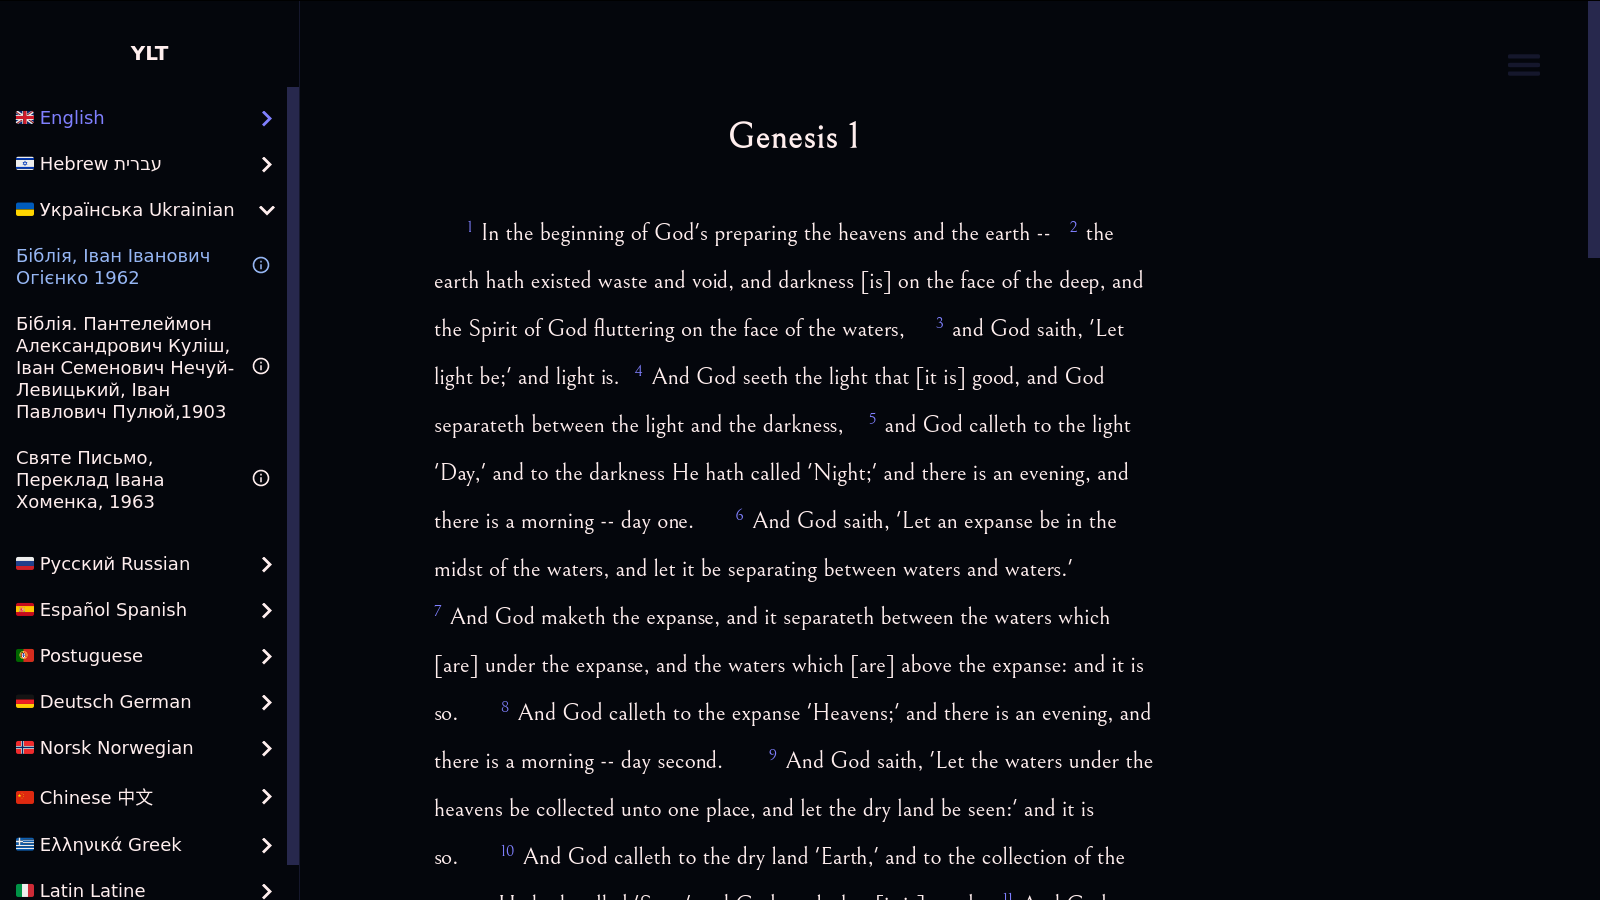 YLT
English
Hebrew עברית
Українська Ukrainian
Біблія, Іван Іванович
Огієнко 1962
Біблія. Пантелеймон
Александрович Куліш,
Іван Семенович Нечуй-
Левицький, Іван
Павлович Пулюй,1903
Святе Письмо,
Переклад Івана
Хоменка, 1963
Русский Russian
Español Spanish
Postuguese
Deutsch German
Norsk Norwegian
Chinese 中文
Ελληνικά Greek
Latin Latine
Genesis 1
1 In the beginning of God's preparing the heavens and the earth -- 2 the
earth hath existed waste and void, and darkness [is] on the face of the deep, and
the Spirit of God fluttering on the face of the waters, 3 and God saith, 'Let
light be;' and light is. 4 And God seeth the light that [it is] good, and God
separateth between the light and the darkness, 5 and God calleth to the light
'Day,' and to the darkness He hath called 'Night;' and there is an evening, and
there is a morning -- day one. 6 And God saith, 'Let an expanse be in the
midst of the waters, and let it be separating between waters and waters.'
7 And God maketh the expanse, and it separateth between the waters which
[are] under the expanse, and the waters which [are] above the expanse: and it is
so. 8 And God calleth to the expanse 'Heavens;' and there is an evening, and
there is a morning -- day second. 9 And God saith, 'Let the waters under the
heavens be collected unto one place, and let the dry land be seen:' and it is
so. 10 And God calleth to the dry land 'Earth,' and to the collection of the